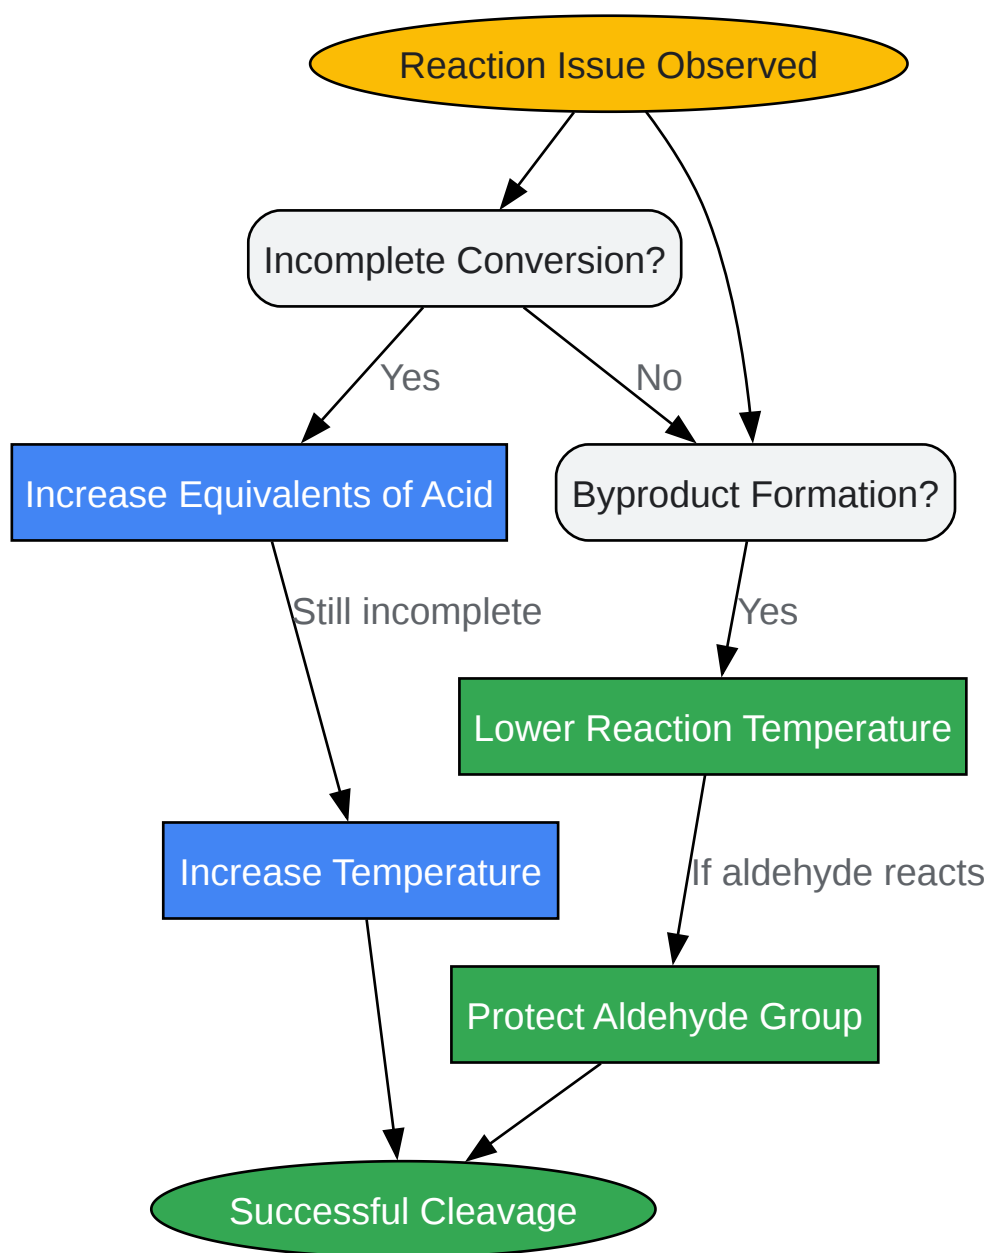 Reaction Issue Observed
Incomplete Conversion?
Yes
No
Increase Equivalents of Acid
Byproduct Formation?
Still incomplete
Yes
Lower Reaction Temperature
Increase Temperature
If aldehyde reacts
Protect Aldehyde Group
Successful Cleavage